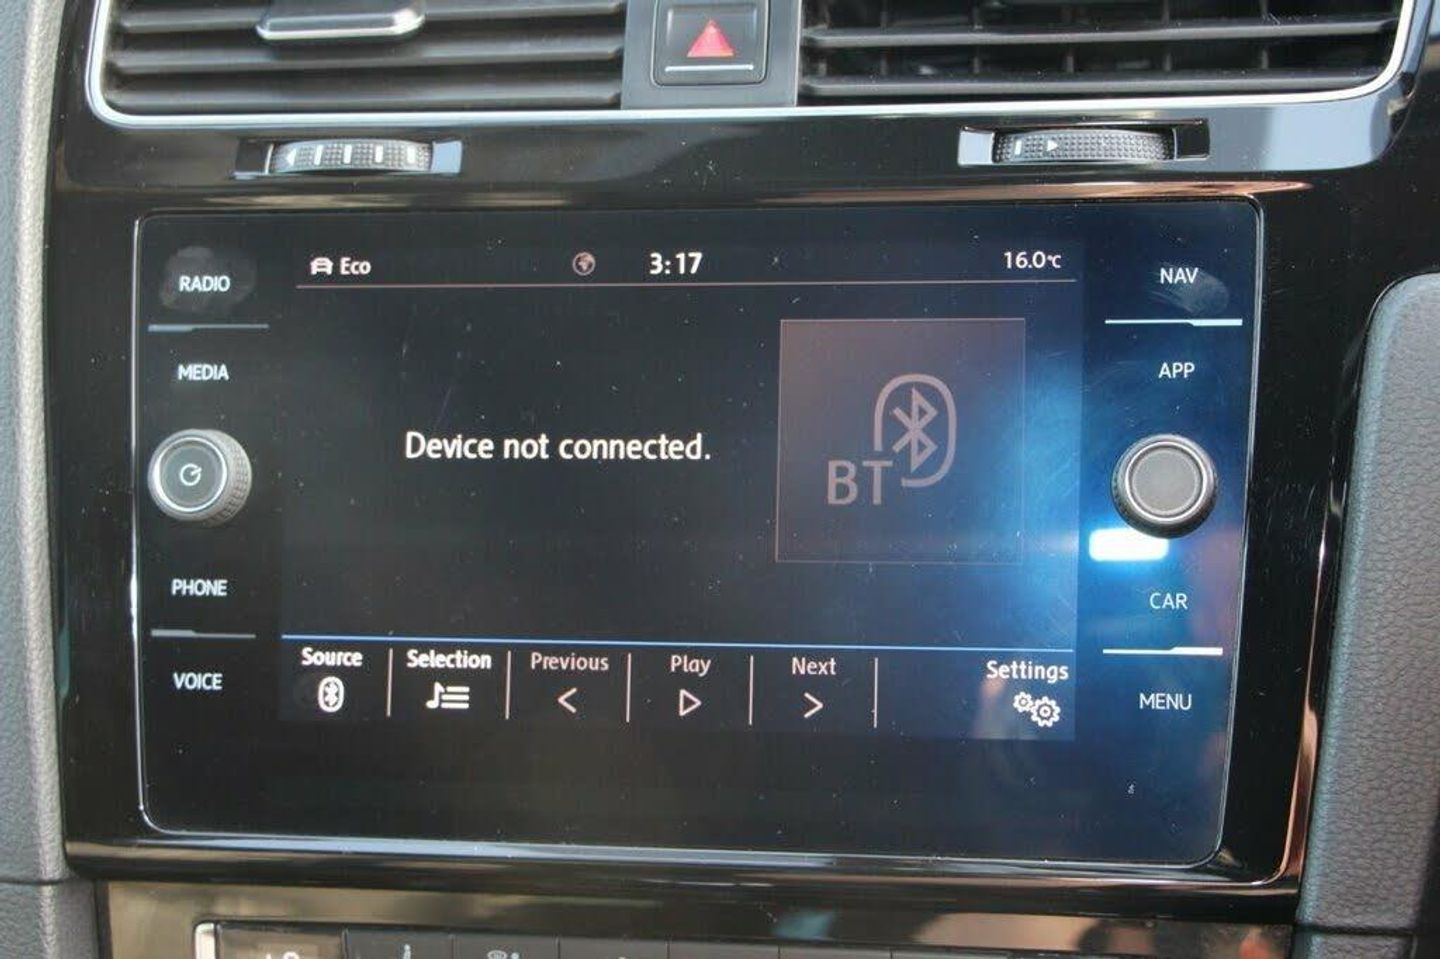 RADIO
MEDIA
PHONE
VOICE
Eco
3:17
16.0°C
Device not connected.
BT
Source
Selection
Previous
Play
Next
Settings
NAV
APP
CAR
MENU